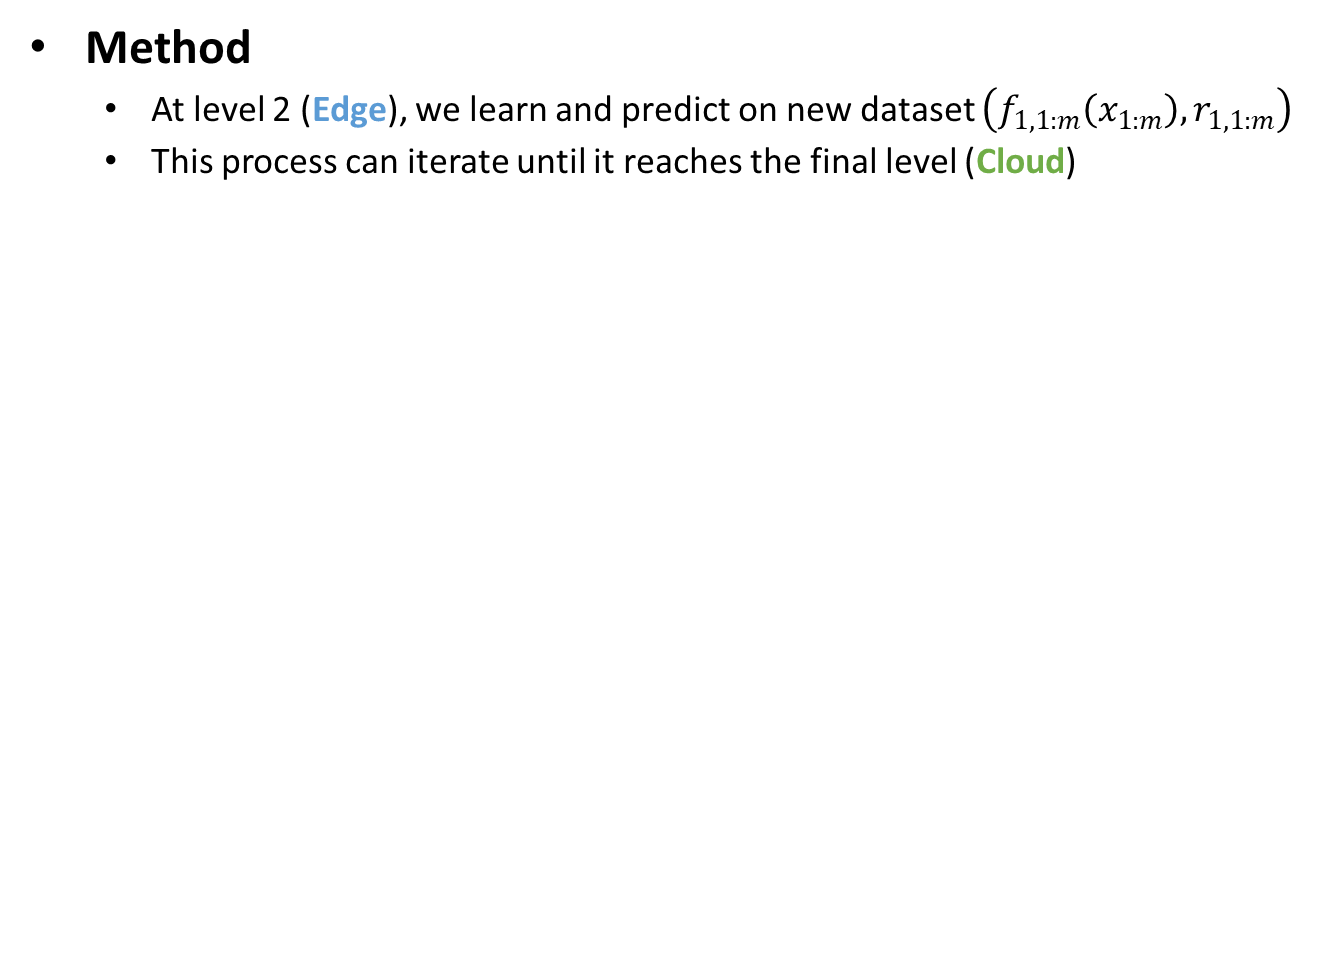 • Method
• At level 2 (Edge), we learn and predict on new dataset (f₁,₁:ₘ(x₁:ₘ), r₁,₁:ₘ)
• This process can iterate until it reaches the final level (Cloud)